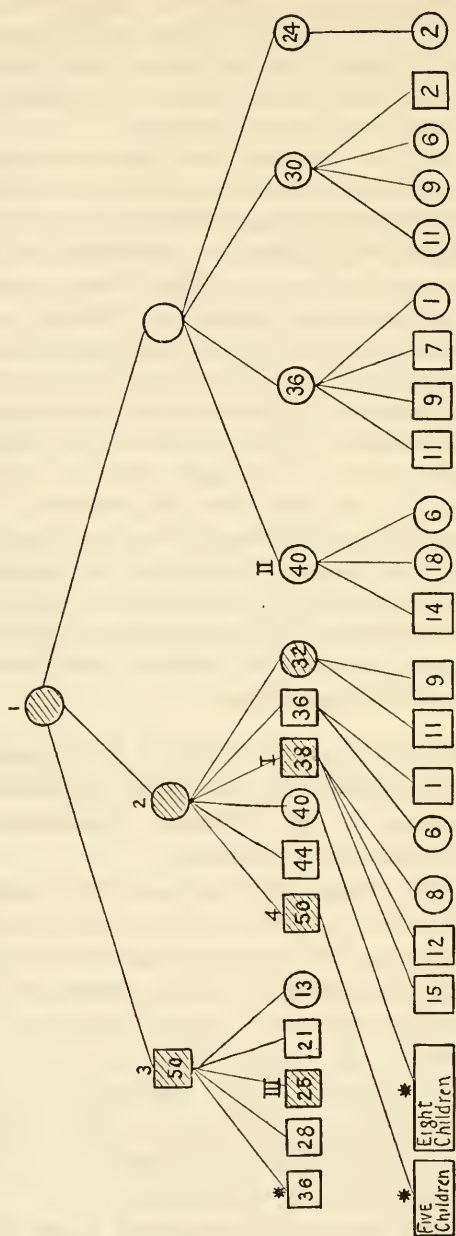 1
3 2
50
4 I II
* 36 28 III 25 21 13 50 44 40 38 36 32 40 36 30 24
* *
Five Eight
Children Children
15 12 8 6 1 11 9 14 18 6 11 9 7 1 11 9 6 2 2